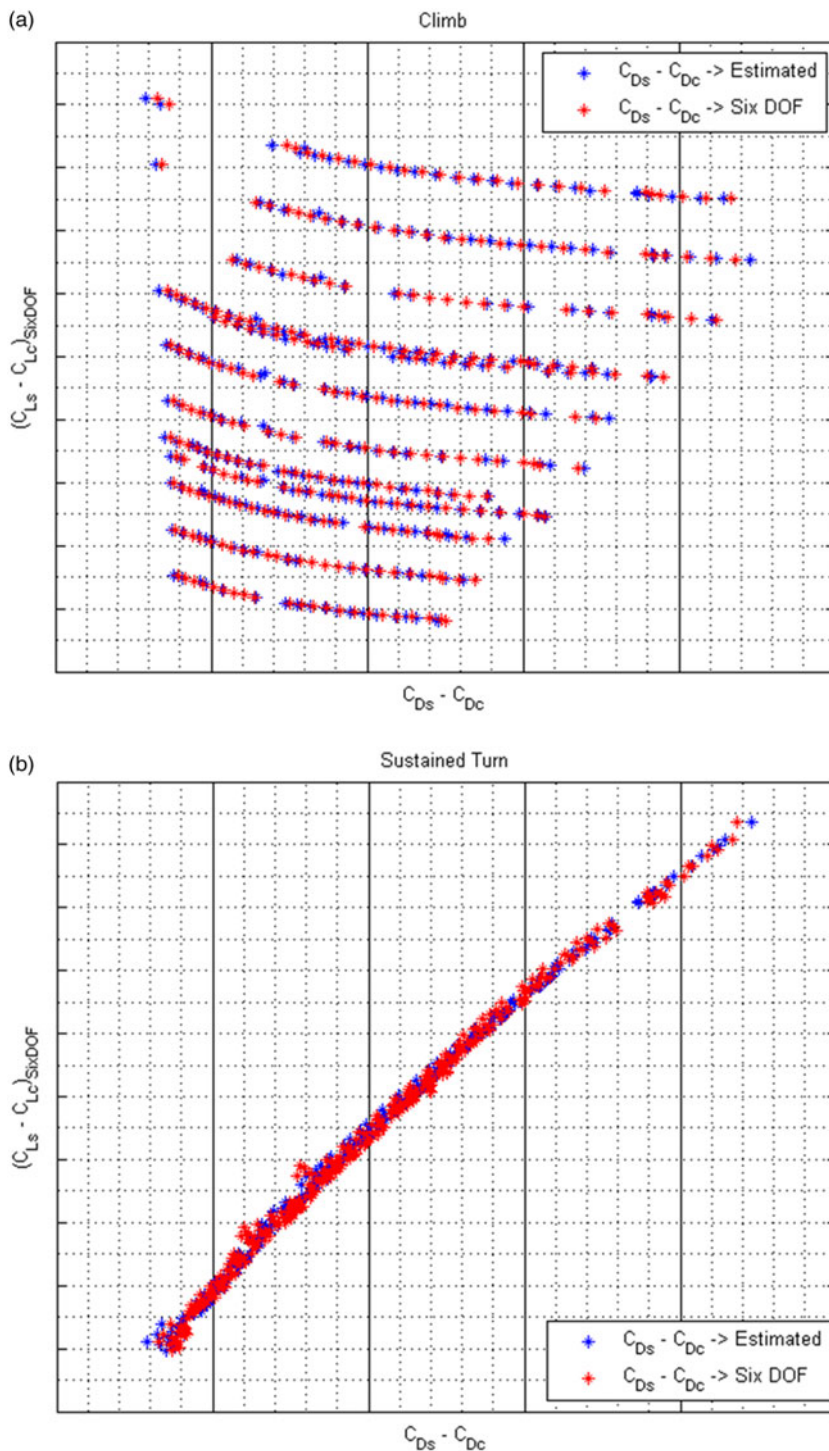 (a)
Climb
C_Ds - C_Dc -> Estimated
C_Ds - C_Dc -> Six DOF
(C_Ls - C_Lc)_SixDOF
C_Ds - C_Dc
(b)
Sustained Turn
(C_Ls - C_Lc)_SixDOF
C_Ds - C_Dc -> Estimated
C_Ds - C_Dc -> Six DOF
C_Ds - C_Dc